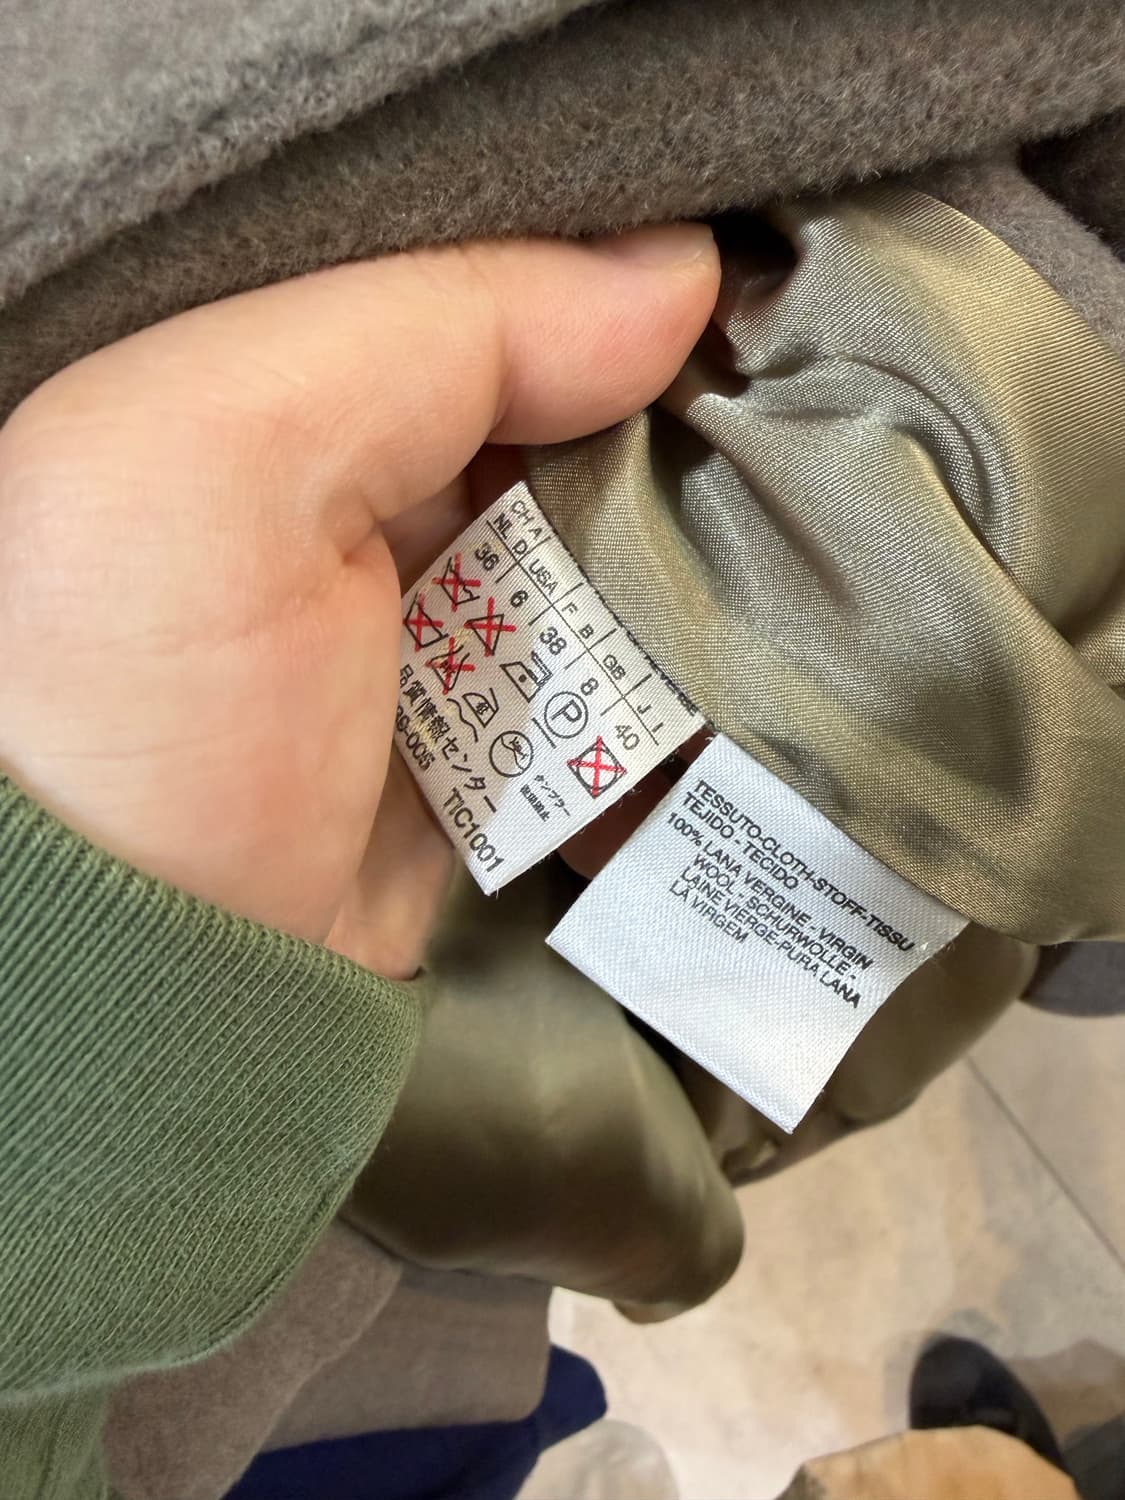 CH A
NL D USA F B GB J I
36 6 38 8 40
P
タンブラー
品質情報センター
TIC1001
TESSUTO-CLOTH-STOFF-TISSU
TEJIDO - TECIDO
100% LANA VERGINE - VIRGIN
WOOL - SCHURWOLLE -
LAINE VIERGE-PURA LANA
LA VIRGEM